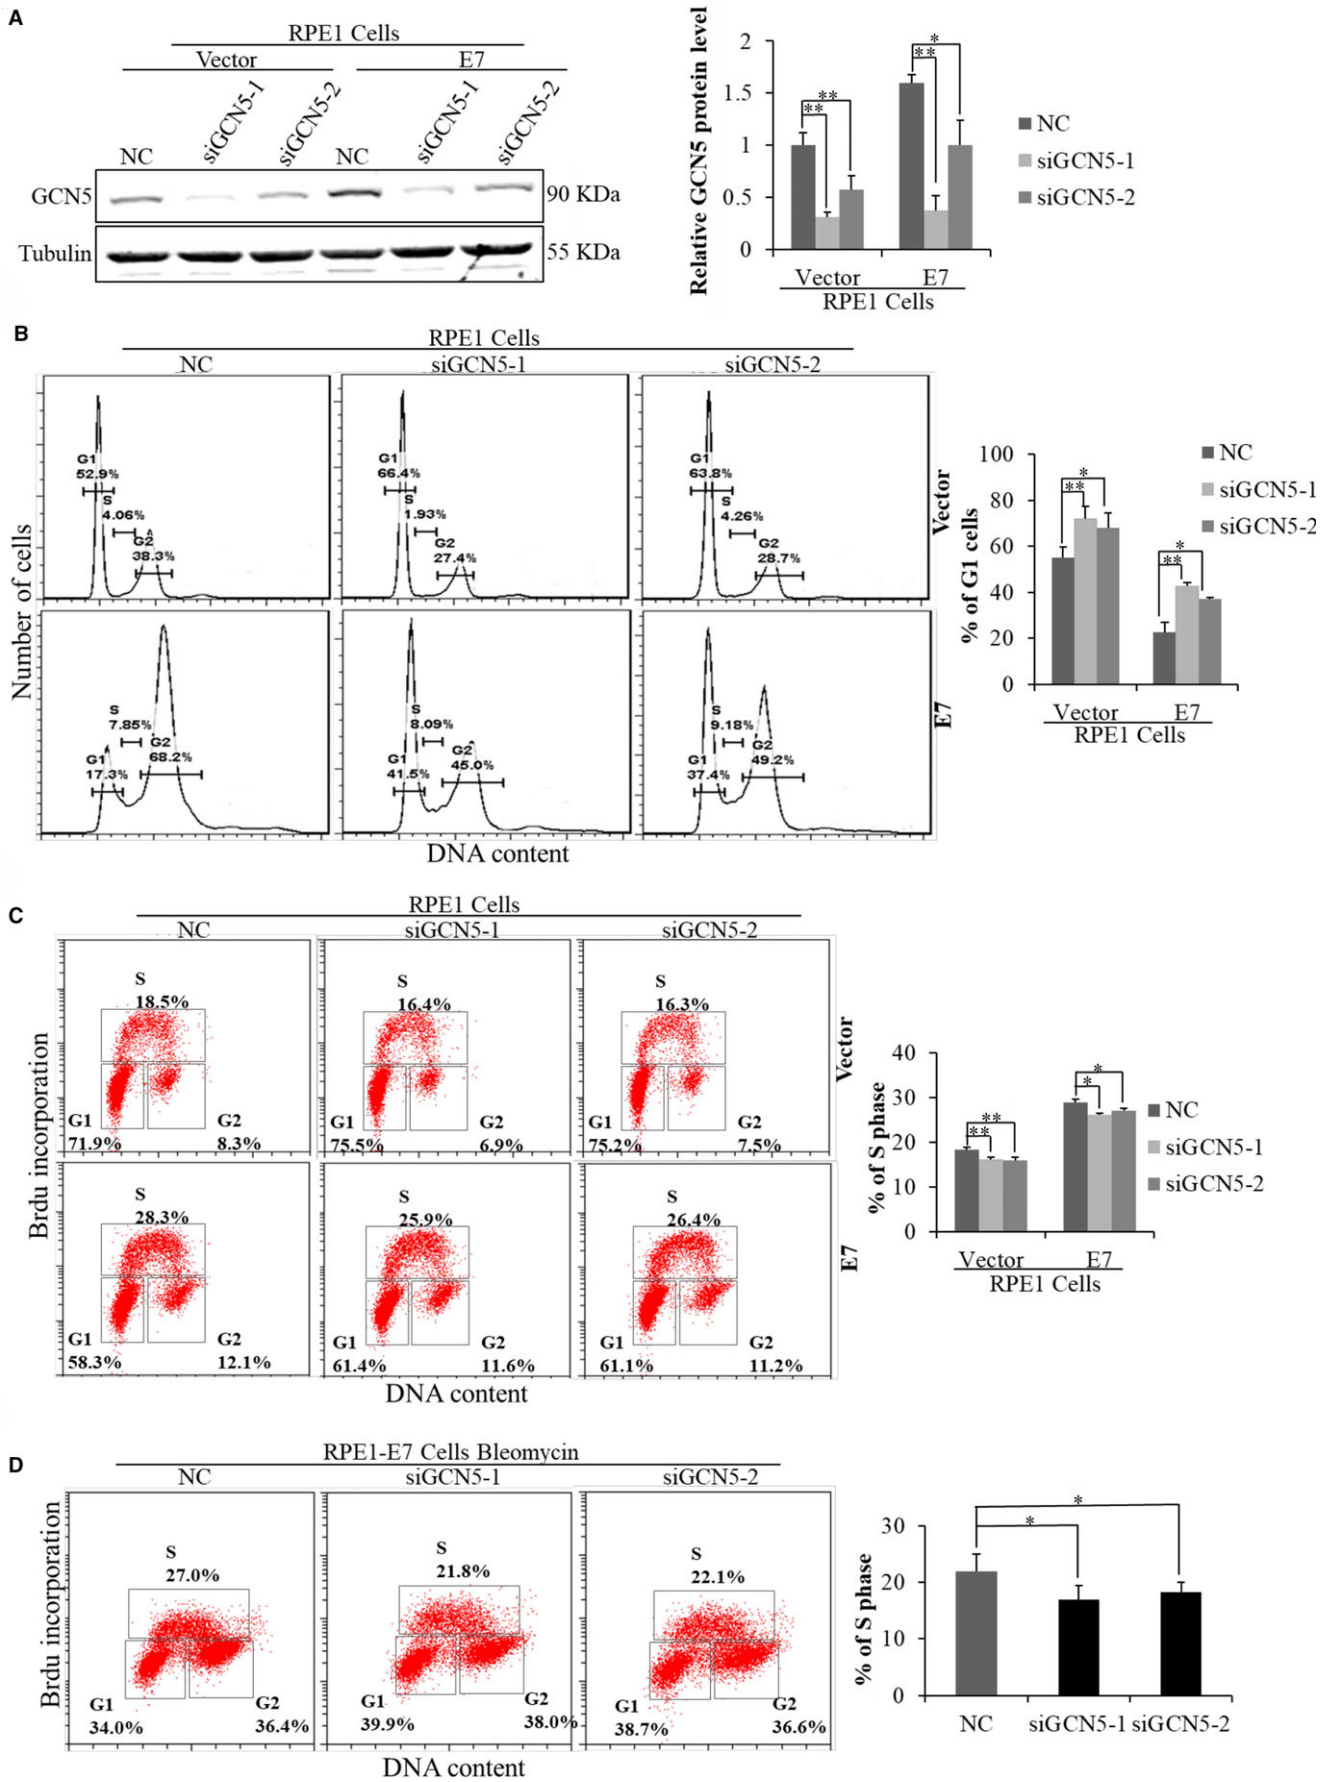 A
RPE1 Cells
Vector E7
NC siGCN5-1 siGCN5-2 NC siGCN5-1 siGCN5-2
GCN5 90 KDa
Tubulin 55 KDa
Relative GCN5 protein level
2
1.5
1
0.5
0
** ** ** *
Vector E7
RPE1 Cells
NC
siGCN5-1
siGCN5-2
B
RPE1 Cells
NC siGCN5-1 siGCN5-2
Number of cells
G1
52.9%
S
4.06%
G2
38.3%
G1
66.4%
S
1.93%
G2
27.4%
G1
63.8%
S
4.26%
G2
28.7%
Vector
S
7.85%
G1
17.3%
G2
68.2%
S
8.09%
G1
41.5%
G2
45.0%
S
9.18%
G1
37.4%
G2
49.2%
E7
DNA content
% of G1 cells
100
80
60
40
20
0
** * ** *
Vector E7
RPE1 Cells
NC
siGCN5-1
siGCN5-2
C
RPE1 Cells
NC siGCN5-1 siGCN5-2
Brdu incorporation
S
18.5%
G1
71.9%
G2
8.3%
S
16.4%
G1
75.5%
G2
6.9%
S
16.3%
G1
75.2%
G2
7.5%
Vector
S
28.3%
G1
58.3%
G2
12.1%
S
25.9%
G1
61.4%
G2
11.6%
S
26.4%
G1
61.1%
G2
11.2%
E7
DNA content
% of S phase
40
30
20
10
0
** ** * *
Vector E7
RPE1 Cells
NC
siGCN5-1
siGCN5-2
D
RPE1-E7 Cells Bleomycin
NC siGCN5-1 siGCN5-2
Brdu incorporation
S
27.0%
G1
34.0%
G2
36.4%
S
21.8%
G1
39.9%
G2
38.0%
S
22.1%
G1
38.7%
G2
36.6%
DNA content
% of S phase
30
20
10
0
* *
NC siGCN5-1 siGCN5-2